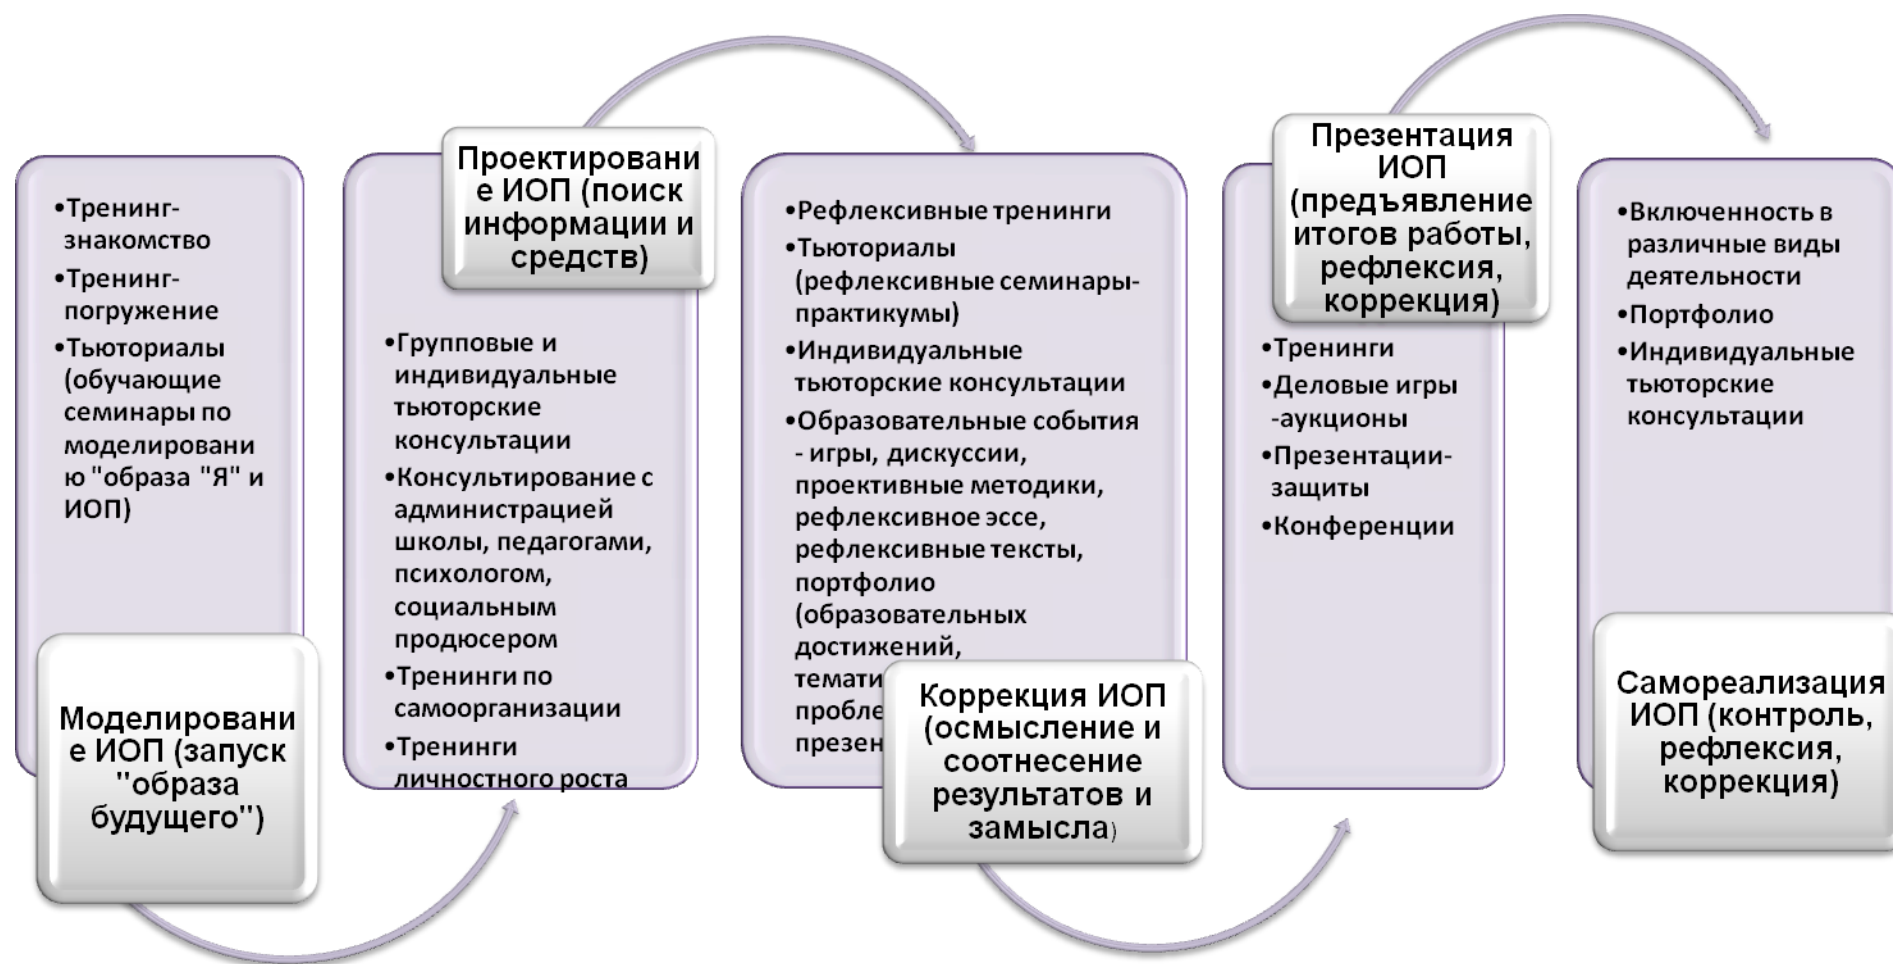 •Тренинг-
знакомство
•Тренинг-
погружение
•Тьюториалы
(обучающие
семинары по
моделировани
ю "образа "Я" и
ИОП)
Моделировани
е ИОП (запуск
"образа
будущего")
Проектировани
е ИОП (поиск
информации и
средств)
•Групповые и
индивидуальные
тьюторские
консультации
•Консультирование с
администрацией
школы, педагогами,
психологом,
социальным
продюсером
•Тренинги по
самоорганизации
•Тренинги
личностного роста
•Рефлексивные тренинги
•Тьюториалы
(рефлексивные семинары-
практикумы)
•Индивидуальные
тьюторские консультации
•Образовательные события
- игры, дискуссии,
проективные методики,
рефлексивное эссе,
рефлексивные тексты,
портфолио
(образовательных
достижений,
Коррекция ИОП
(осмысление и
соотнесение
результатов и
замысла)
Презентация
ИОП
(предъявление
итогов работы,
рефлексия,
коррекция)
•Тренинги
•Деловые игры
-аукционы
•Презентации-
защиты
•Конференции
•Включенность в
различные виды
деятельности
•Портфолио
•Индивидуальные
тьюторские
консультации
Самореализация
ИОП (контроль,
рефлексия,
коррекция)